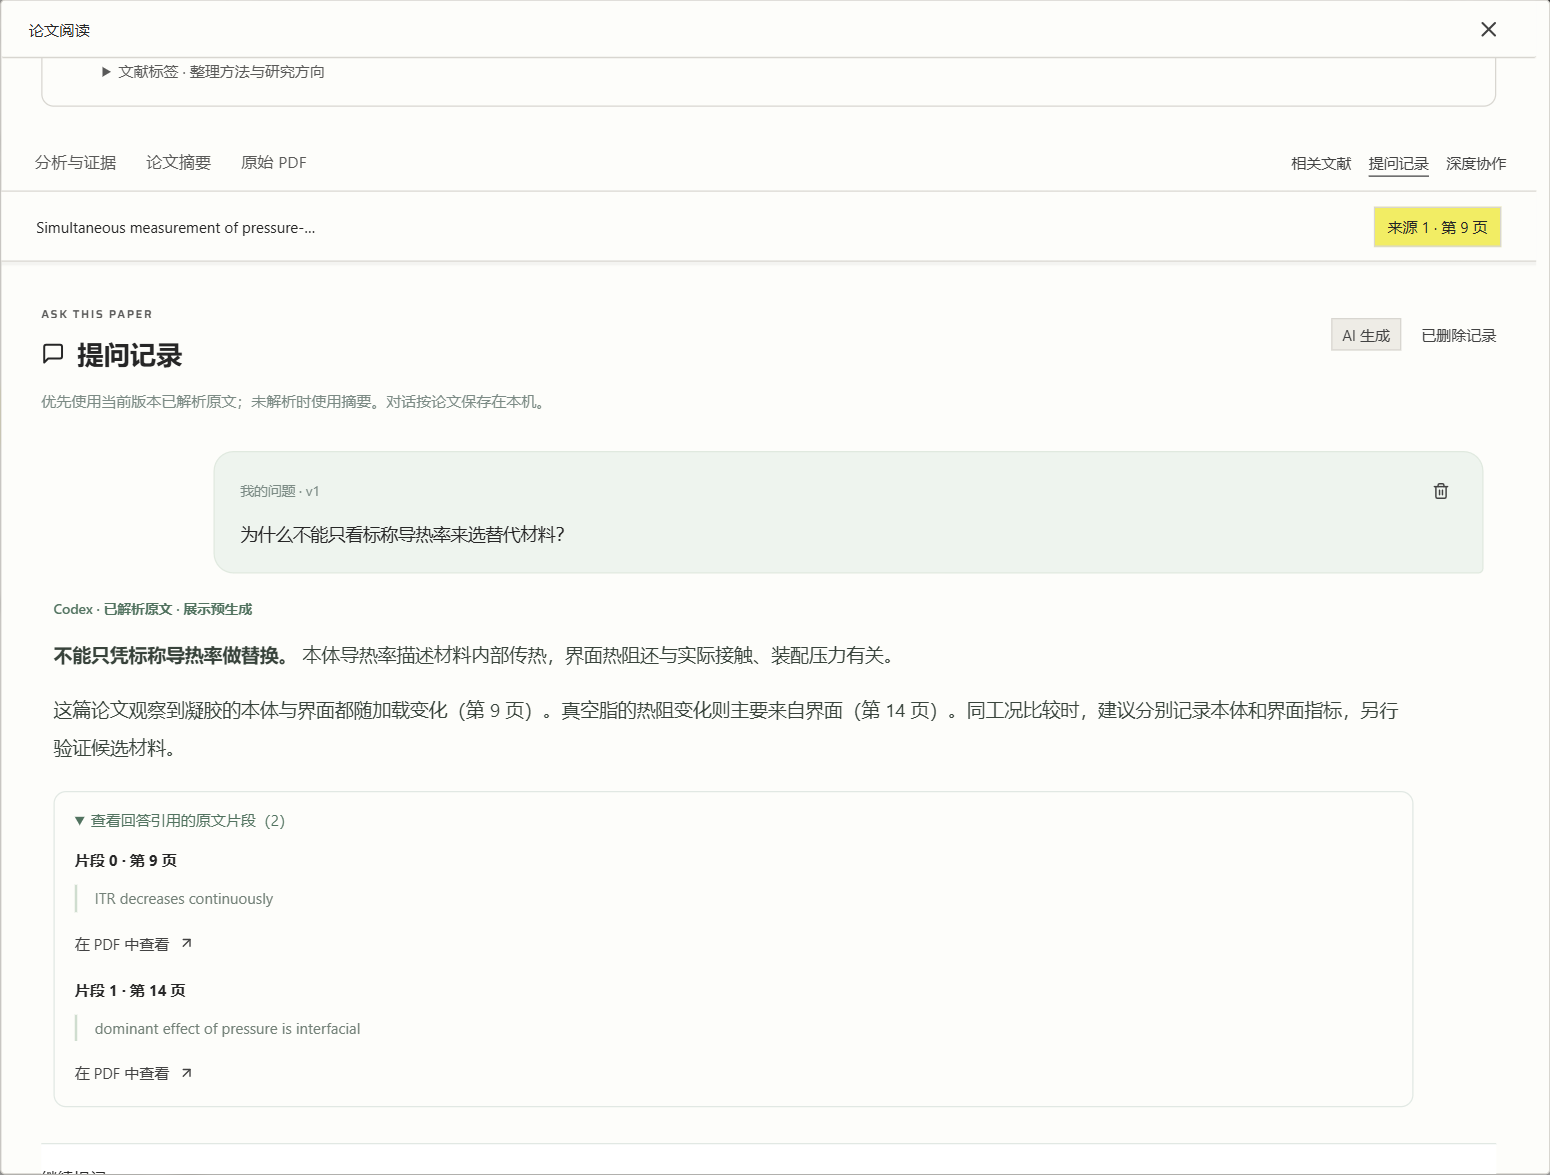 论文阅读
▶ 文献标签 · 整理方法与研究方向
分析与证据 论文摘要 原始 PDF
相关文献 提问记录 深度协作
Simultaneous measurement of pressure-...
来源 1 · 第 9 页
ASK THIS PAPER
提问记录
AI 生成 已删除记录
优先使用当前版本已解析原文；未解析时使用摘要。对话按论文保存在本机。
我的问题 · v1
为什么不能只看标称导热率来选替代材料？
Codex · 已解析原文 · 展示预生成
不能只凭标称导热率做替换。 本体导热率描述材料内部传热，界面热阻还与实际接触、装配压力有关。
这篇论文观察到凝胶的本体与界面都随加载变化（第 9 页）。真空脂的热阻变化则主要来自界面（第 14 页）。同工况比较时，建议分别记录本体和界面指标，另行
验证候选材料。
▼ 查看回答引用的原文片段（2）
片段 0 · 第 9 页
ITR decreases continuously
在 PDF 中查看 ↗
片段 1 · 第 14 页
dominant effect of pressure is interfacial
在 PDF 中查看 ↗